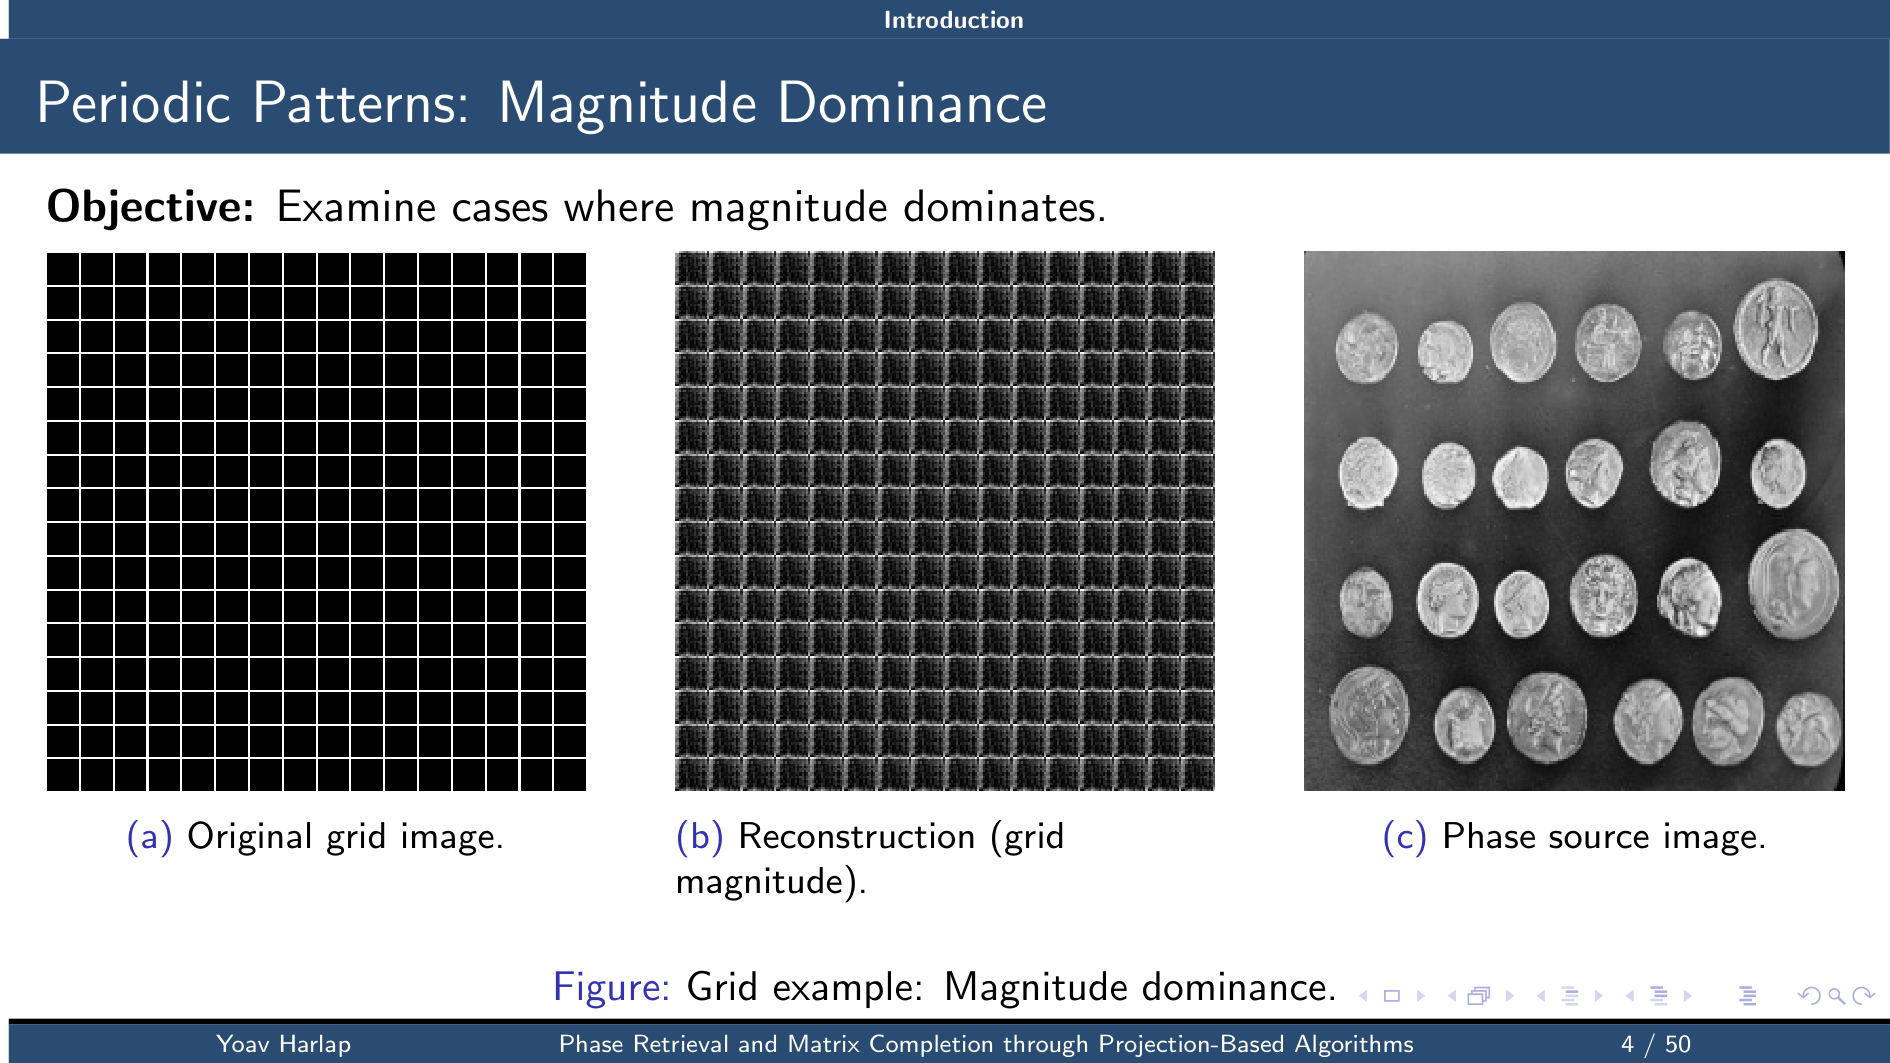 Introduction
Periodic Patterns: Magnitude Dominance
Objective: Examine cases where magnitude dominates.
(a) Original grid image.
(b) Reconstruction (grid
magnitude).
(c) Phase source image.
Figure: Grid example: Magnitude dominance.
Yoav Harlap
Phase Retrieval and Matrix Completion through Projection-Based Algorithms
4 / 50